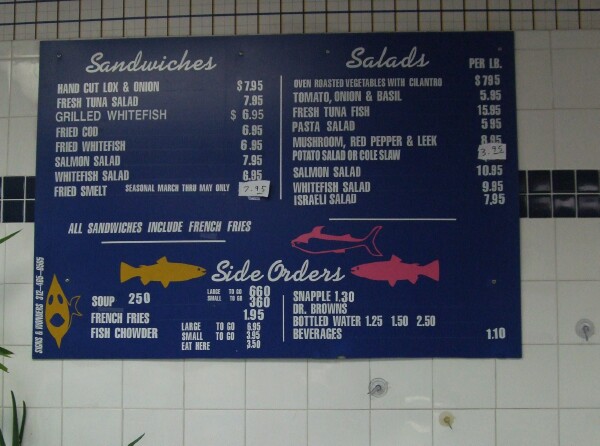 Sandwiches
HAND CUT LOX & ONION $7.95
FRESH TUNA SALAD 7.95
GRILLED WHITEFISH $ 6.95
FRIED COD 6.95
FRIED WHITEFISH 6.95
SALMON SALAD 7.95
WHITEFISH SALAD 6.95
FRIED SMELT SEASONAL MARCH THRU MAY ONLY 7.95
ALL SANDWICHES INCLUDE FRENCH FRIES
Salads PER LB.
OVEN ROASTED VEGETABLES WITH CILANTRO $7.95
TOMATO, ONION & BASIL 5.95
FRESH TUNA FISH 15.95
PASTA SALAD 5.95
MUSHROOM, RED PEPPER & LEEK 8.95
POTATO SALAD OR COLE SLAW 3.95
SALMON SALAD 10.95
WHITEFISH SALAD 9.95
ISRAELI SALAD 7.95
Side Orders
SOUP 250 LARGE TO GO 660
SMALL TO GO 360
FRENCH FRIES 1.95
FISH CHOWDER LARGE TO GO 6.95
SMALL TO GO 3.95
EAT HERE 3.50
SNAPPLE 1.30
DR. BROWNS
BOTTLED WATER 1.25 1.50 2.50
BEVERAGES 1.10